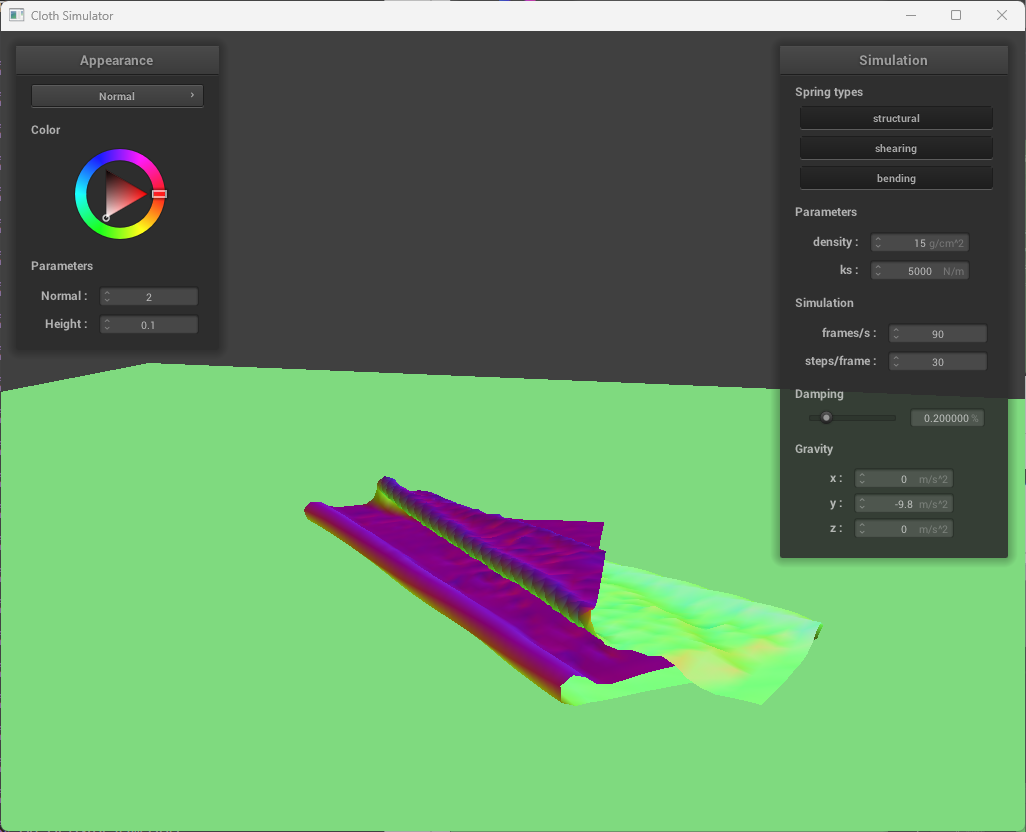 Cloth Simulator
Appearance
Normal
Color
Parameters
Normal : 2
Height : 0.1
Simulation
Spring types
structural
shearing
bending
Parameters
density : 15 g/cm^2
ks : 5000 N/m
Simulation
frames/s : 90
steps/frame : 30
Damping
0.200000 %
Gravity
x : 0 m/s^2
y : -9.8 m/s^2
z : 0 m/s^2